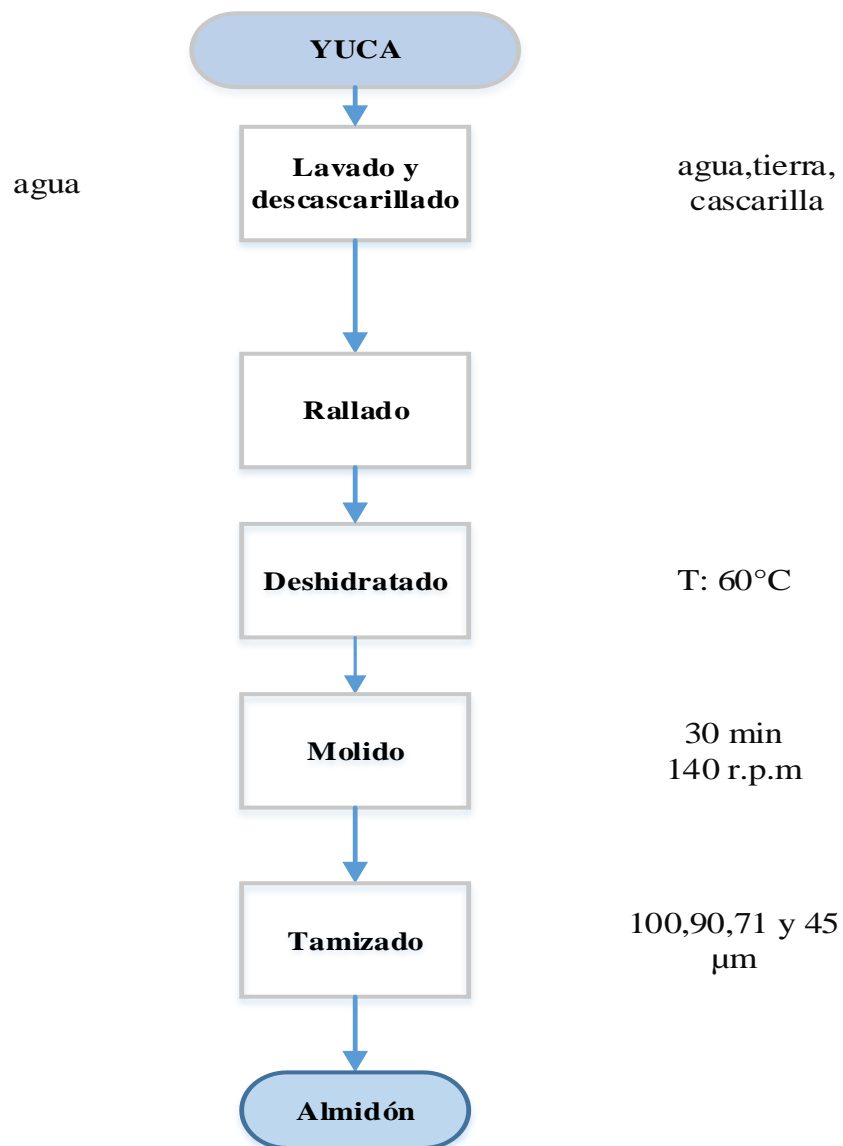 YUCA
agua
Lavado y
descascarillado
agua,tierra,
cascarilla
Rallado
Deshidratado
T: 60°C
Molido
30 min
140 r.p.m
Tamizado
100,90,71 y 45
µm
Almidón